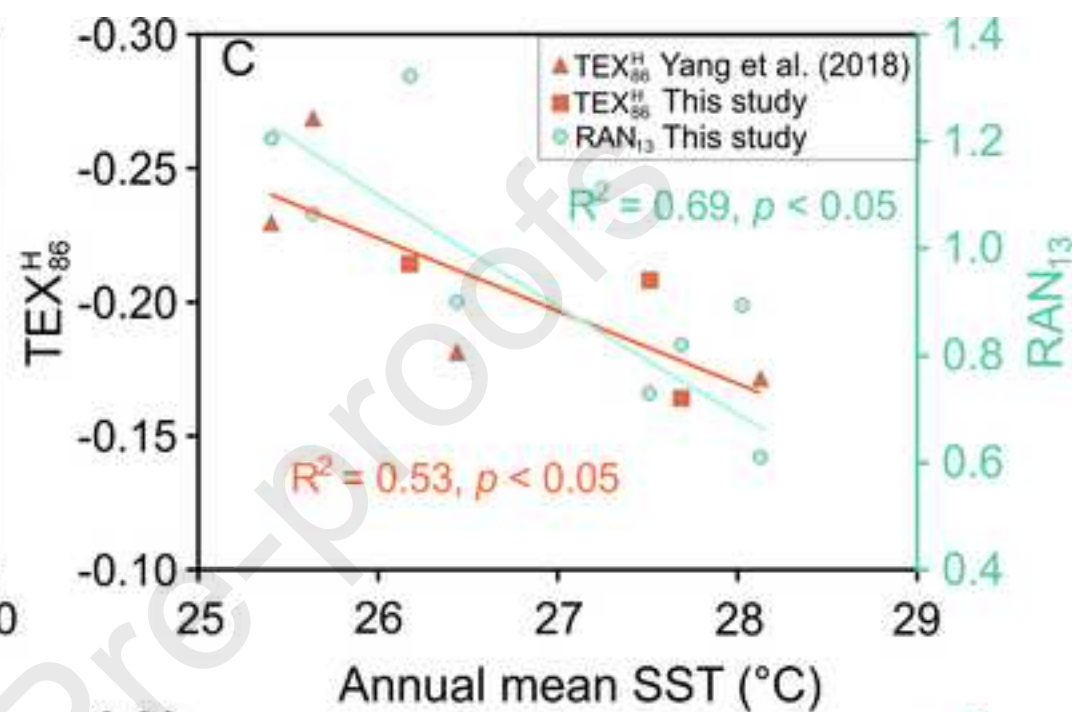 C
-0.30
-0.25
-0.20
-0.15
-0.10
TEX86H
▲ TEX86H Yang et al. (2018)
■ TEX86H This study
○ RAN13 This study
R2 = 0.69, p < 0.05
R2 = 0.53, p < 0.05
1.4
1.2
1.0
0.8
0.6
0.4
RAN13
0
25 26 27 28 29
Annual mean SST (°C)
Pre-proofs